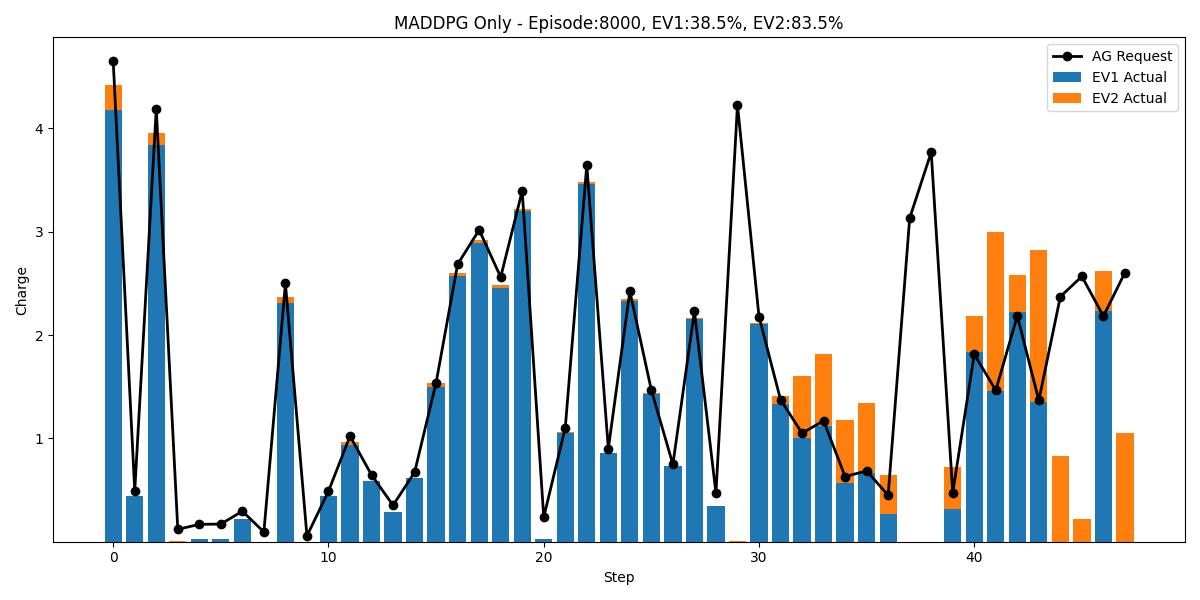 MADDPG Only - Episode:8000, EV1:38.5%, EV2:83.5%
AG Request
EV1 Actual
EV2 Actual
Charge
4
3
2
1
0 10 20 30 40
Step